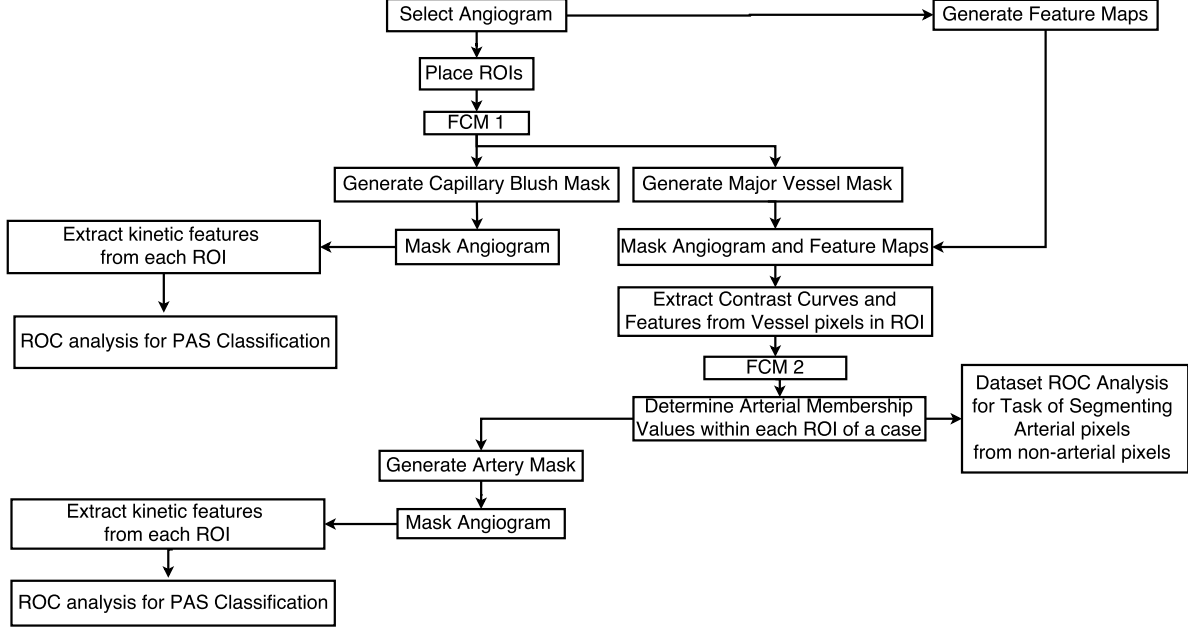 Select Angiogram
Generate Feature Maps
Place ROIs
FCM 1
Generate Capillary Blush Mask
Generate Major Vessel Mask
Extract kinetic features
from each ROI
Mask Angiogram
Mask Angiogram and Feature Maps
Extract Contrast Curves and
Features from Vessel pixels in ROI
ROC analysis for PAS Classification
FCM 2
Determine Arterial Membership
Values within each ROI of a case
Dataset ROC Analysis
for Task of Segmenting
Arterial pixels
from non-arterial pixels
Generate Artery Mask
Extract kinetic features
from each ROI
Mask Angiogram
ROC analysis for PAS Classification